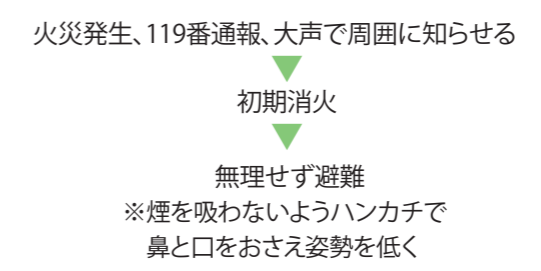 火災発生、119番通報、大声で周囲に知らせる
初期消火
無理せず避難
※煙を吸わないようハンカチで
鼻と口をおさえ姿勢を低く